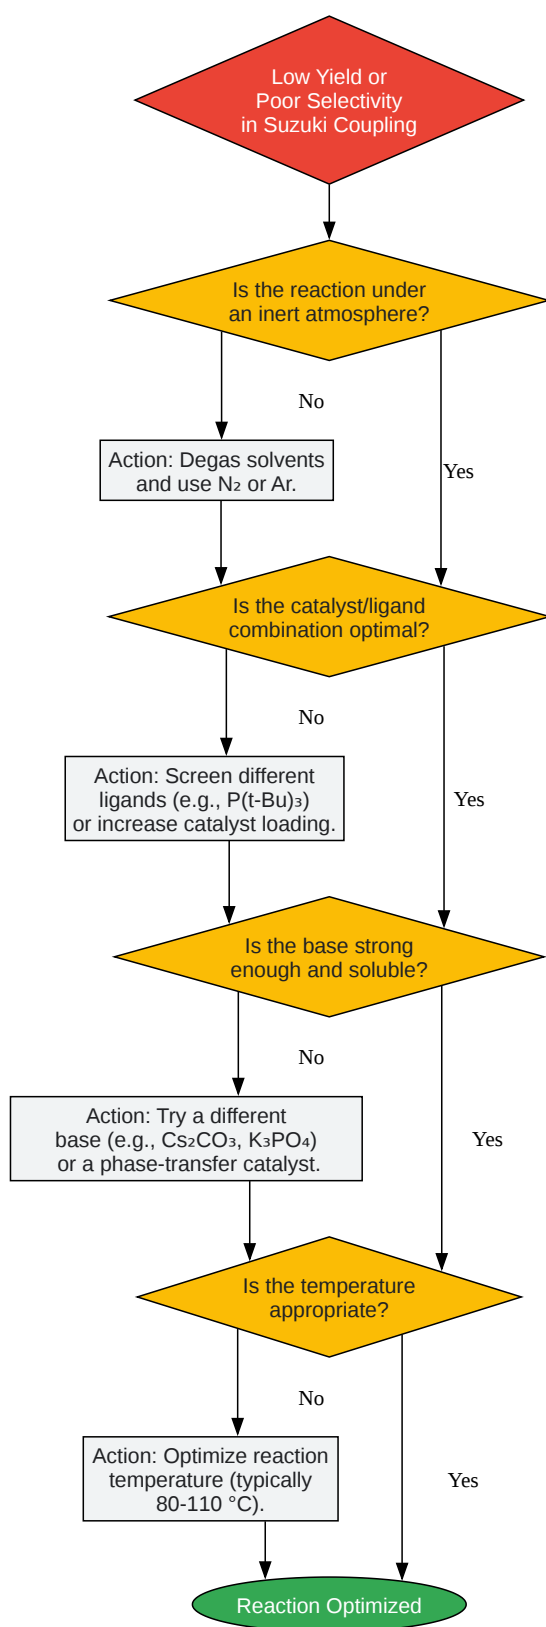 Low Yield or
Poor Selectivity
in Suzuki Coupling
Is the reaction under
an inert atmosphere?
No
Action: Degas solvents
and use N₂ or Ar.
Yes
Is the catalyst/ligand
combination optimal?
No
Action: Screen different
ligands (e.g., P(t-Bu)₃)
or increase catalyst loading.
Yes
Is the base strong
enough and soluble?
No
Action: Try a different
base (e.g., Cs₂CO₃, K₃PO₄)
or a phase-transfer catalyst.
Yes
Is the temperature
appropriate?
No
Action: Optimize reaction
temperature (typically
80-110 °C).
Yes
Reaction Optimized